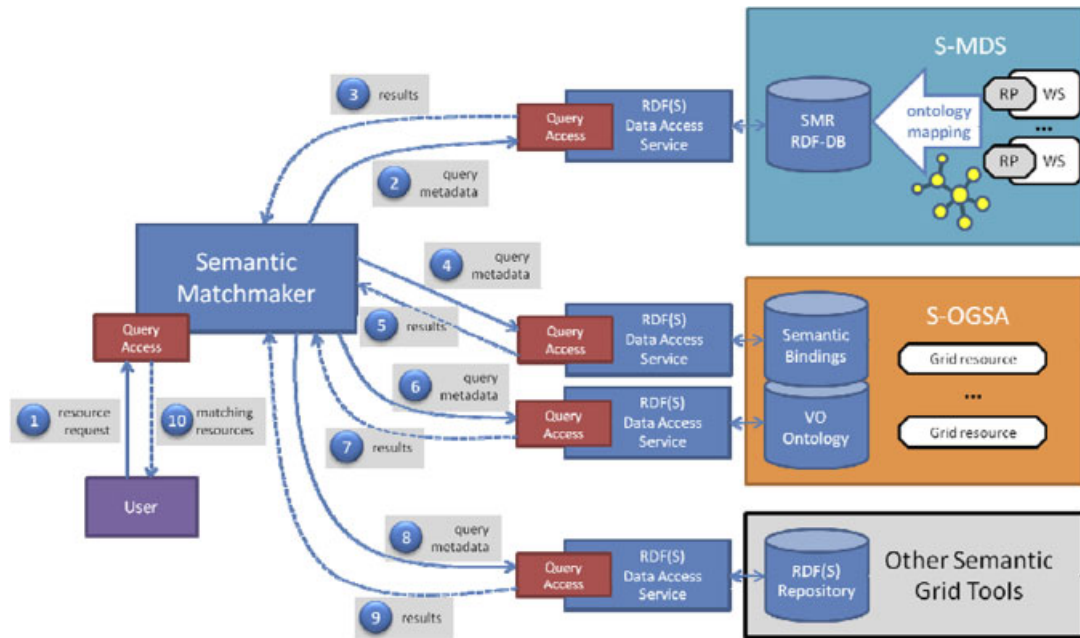 S-MDS
3
results
Query
Access
RDF(S)
Data Access
Service
SMR
RDF-DB
ontology
mapping
RP
WS
...
RP
WS
2
query
metadata
Semantic
Matchmaker
Query
Access
4
query
metadata
5
results
Query
Access
RDF(S)
Data Access
Service
Semantic
Bindings
S-OGSA
Grid resource
...
Grid resource
6
query
metadata
7
results
Query
Access
RDF(S)
Data Access
Service
VO
Ontology
1
resource
request
10
matching
resources
User
8
query
metadata
9
results
Query
Access
RDF(S)
Data Access
Service
RDF(S)
Repository
Other Semantic
Grid Tools